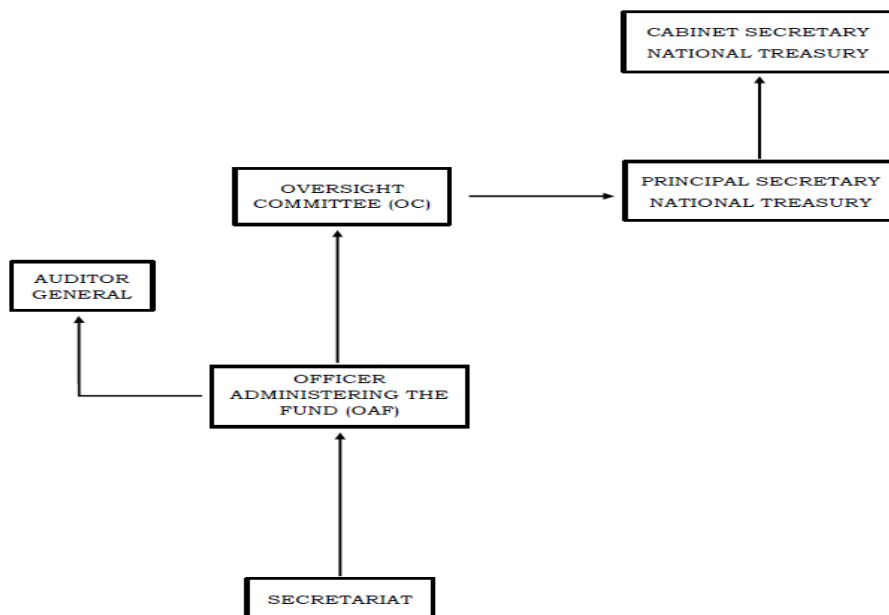 CABINET SECRETARY
NATIONAL TREASURY
OVERSIGHT
COMMITTEE (OC)
PRINCIPAL SECRETARY
NATIONAL TREASURY
AUDITOR
GENERAL
OFFICER
ADMINISTERING THE
FUND (OAF)
SECRETARIAT